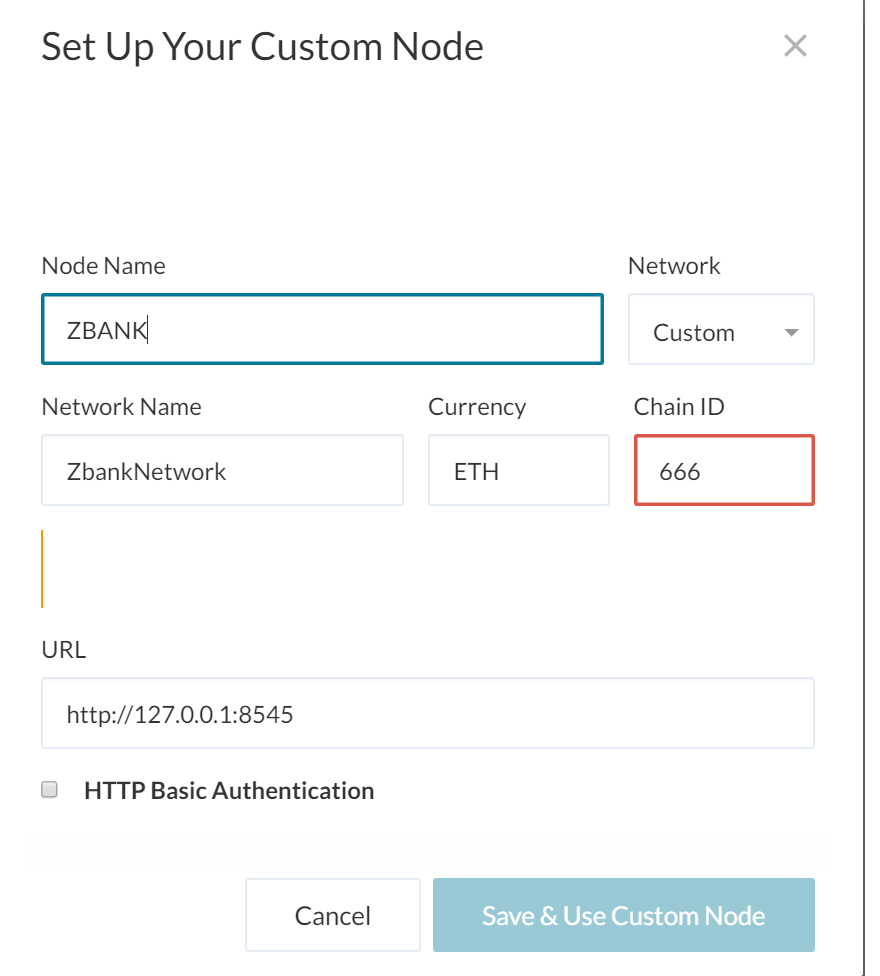 Set Up Your Custom Node
Node Name
Network
ZBANK
Custom
Network Name
Currency
Chain ID
ZbankNetwork
ETH
666
URL
http://127.0.0.1:8545
HTTP Basic Authentication
Cancel
Save & Use Custom Node